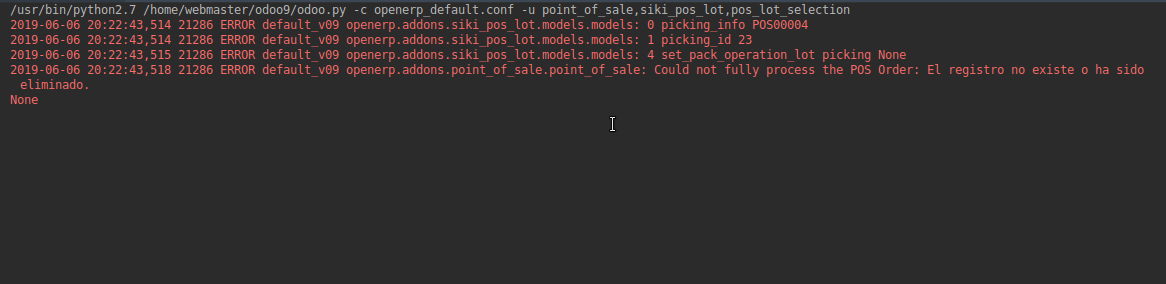 /usr/bin/python2.7 /home/webmaster/odoo9/odoo.py -c openerp_default.conf -u point_of_sale,siki_pos_lot,pos_lot_selection
2019-06-06 20:22:43,514 21286 ERROR default_v09 openerp.addons.siki_pos_lot.models.models: 0 picking_info POS00004
2019-06-06 20:22:43,514 21286 ERROR default_v09 openerp.addons.siki_pos_lot.models.models: 1 picking_id 23
2019-06-06 20:22:43,515 21286 ERROR default_v09 openerp.addons.siki_pos_lot.models.models: 4 set_pack_operation_lot picking None
2019-06-06 20:22:43,518 21286 ERROR default_v09 openerp.addons.point_of_sale.point_of_sale: Could not fully process the POS Order: El registro no existe o ha sido
eliminado.
None